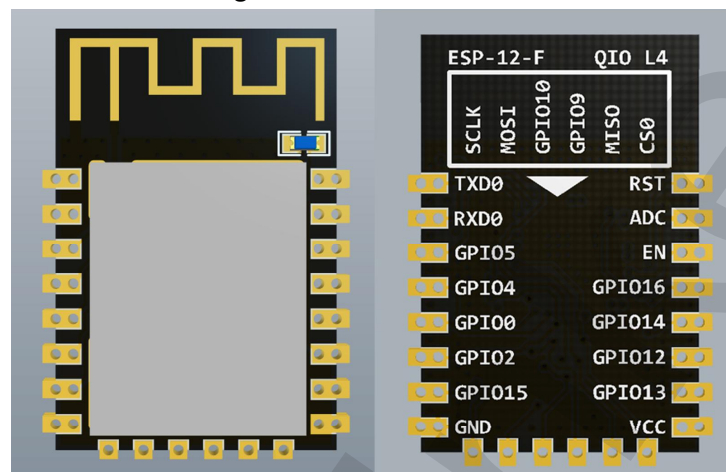 ESP-12-F QIO L4
SCLK
MOSI
GPIO10
GPIO9
MISO
CS0
TXD0 RST
RXD0 ADC
GPIO5 EN
GPIO4 GPIO16
GPIO0 GPIO14
GPIO2 GPIO12
GPIO15 GPIO13
GND VCC